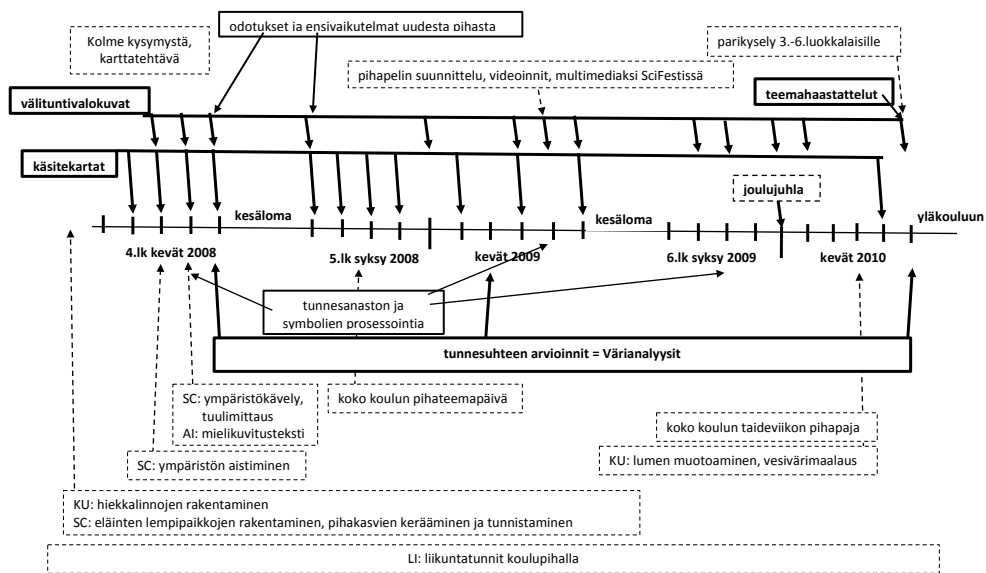 odotukset ja ensivaikutelmat uudesta pihasta
Kolme kysymystä,
karttatehtävä
parikysely 3.-6.luokkalaisille
pihapelin suunnittelu, videoinnit, multimediaksi SciFestissä
välituntivalokuvat
teemahaastattelut
käsitekartat
joulujuhla
kesäloma
kesäloma
yläkouluun
4.lk kevät 2008
5.lk syksy 2008
kevät 2009
6.lk syksy 2009
kevät 2010
tunnesanaston ja
symbolien prosessointia
tunnesuhteen arvioinnit = Värianalyysit
SC: ympäristökävely,
tuulimittaus
AI: mielikuvitusteksti
koko koulun pihateemapäivä
koko koulun taideviikon pihapaja
SC: ympäristön aistiminen
KU: lumen muotoaminen, vesivärimaalaus
KU: hiekkalinnojen rakentaminen
SC: eläinten lempipaikkojen rakentaminen, pihakasvien kerääminen ja tunnistaminen
LI: liikuntatunnit koulupihalla